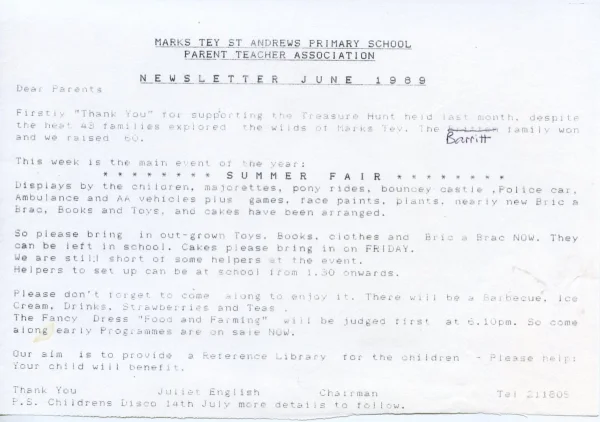 MARKS TEY ST ANDREWS PRIMARY SCHOOL
PARENT TEACHER ASSOCIATION
NEWSLETTER JUNE 1989
Dear Parents
Firstly "Thank You" for supporting the Treasure Hunt held last month, despite
the heat 43 families explored the wilds of Marks Tey. The family won
Barritt
and we raised 60.
This week is the main event of the year:
* * * * * * * * SUMMER FAIR * * * * * * * *
Displays by the children, majorettes, pony rides, bouncey castle ,Police car,
Ambulance and AA vehicles plus games, face paints, plants, nearly new Bric a
Brac, Books and Toys, and cakes have been arranged.
So please bring in out-grown Toys, Books, clothes and Bric a Brac NOW. They
can be left in school. Cakes please bring in on FRIDAY.
We are still short of some helpers at the event.
Helpers to set up can be at school from 1.30 onwards.
Please don't forget to come along to enjoy it. There will be a Barbecue, Ice
Cream, Drinks, Strawberries and Teas .
The Fancy Dress "Food and Farming" will be judged first at 6.10pm. So come
along early Programmes are on sale NOW.
Our aim is to provide a Reference Library for the children - Please help:
Your child will benefit.
Thank You Juliet English Chairman Tel 211805
P.S. Childrens Disco 14th July more details to follow.